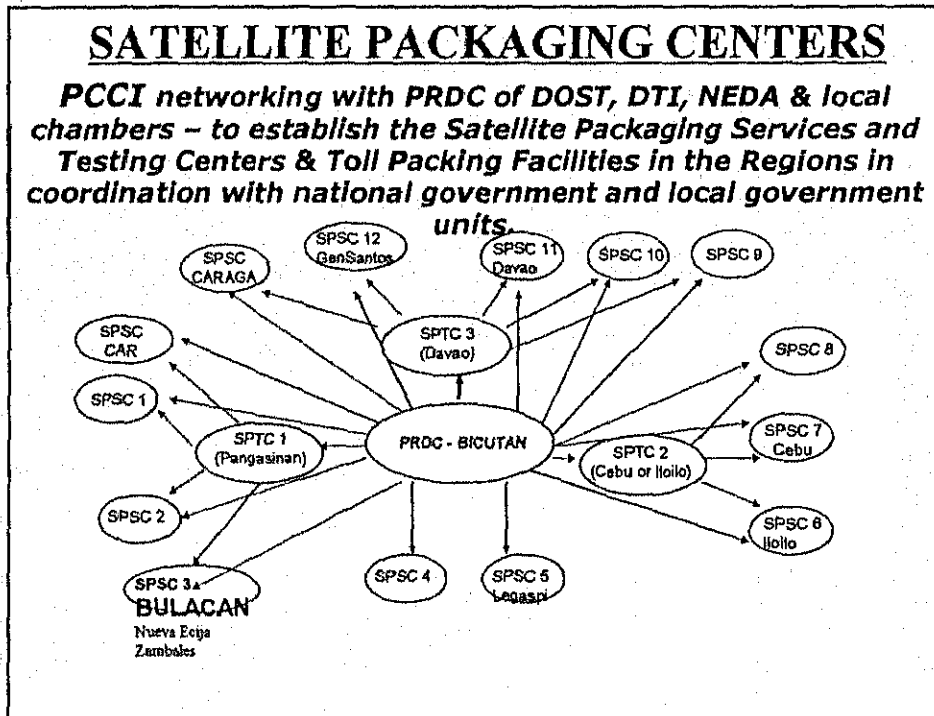 SATELLITE PACKAGING CENTERS
PCCI networking with PRDC of DOST, DTI, NEDA & local
chambers – to establish the Satellite Packaging Services and
Testing Centers & Toll Packing Facilities in the Regions in
coordination with national government and local government
units.
SPSC
CARAGA
SPSC 12
GenSantos
SPSC 11
Davao
SPSC 10
SPSC 9
SPSC
CAR
SPTC 3
(Davao)
SPSC 8
SPSC 1
SPTC 1
(Pangasinan)
PRDC - BICUTAN
SPTC 2
(Cebu or Iloilo)
SPSC 7
Cebu
SPSC 2
SPSC 6
Iloilo
SPSC 3
BULACAN
Nueva Ecija
Zambales
SPSC 4
SPSC 5
Legaspi